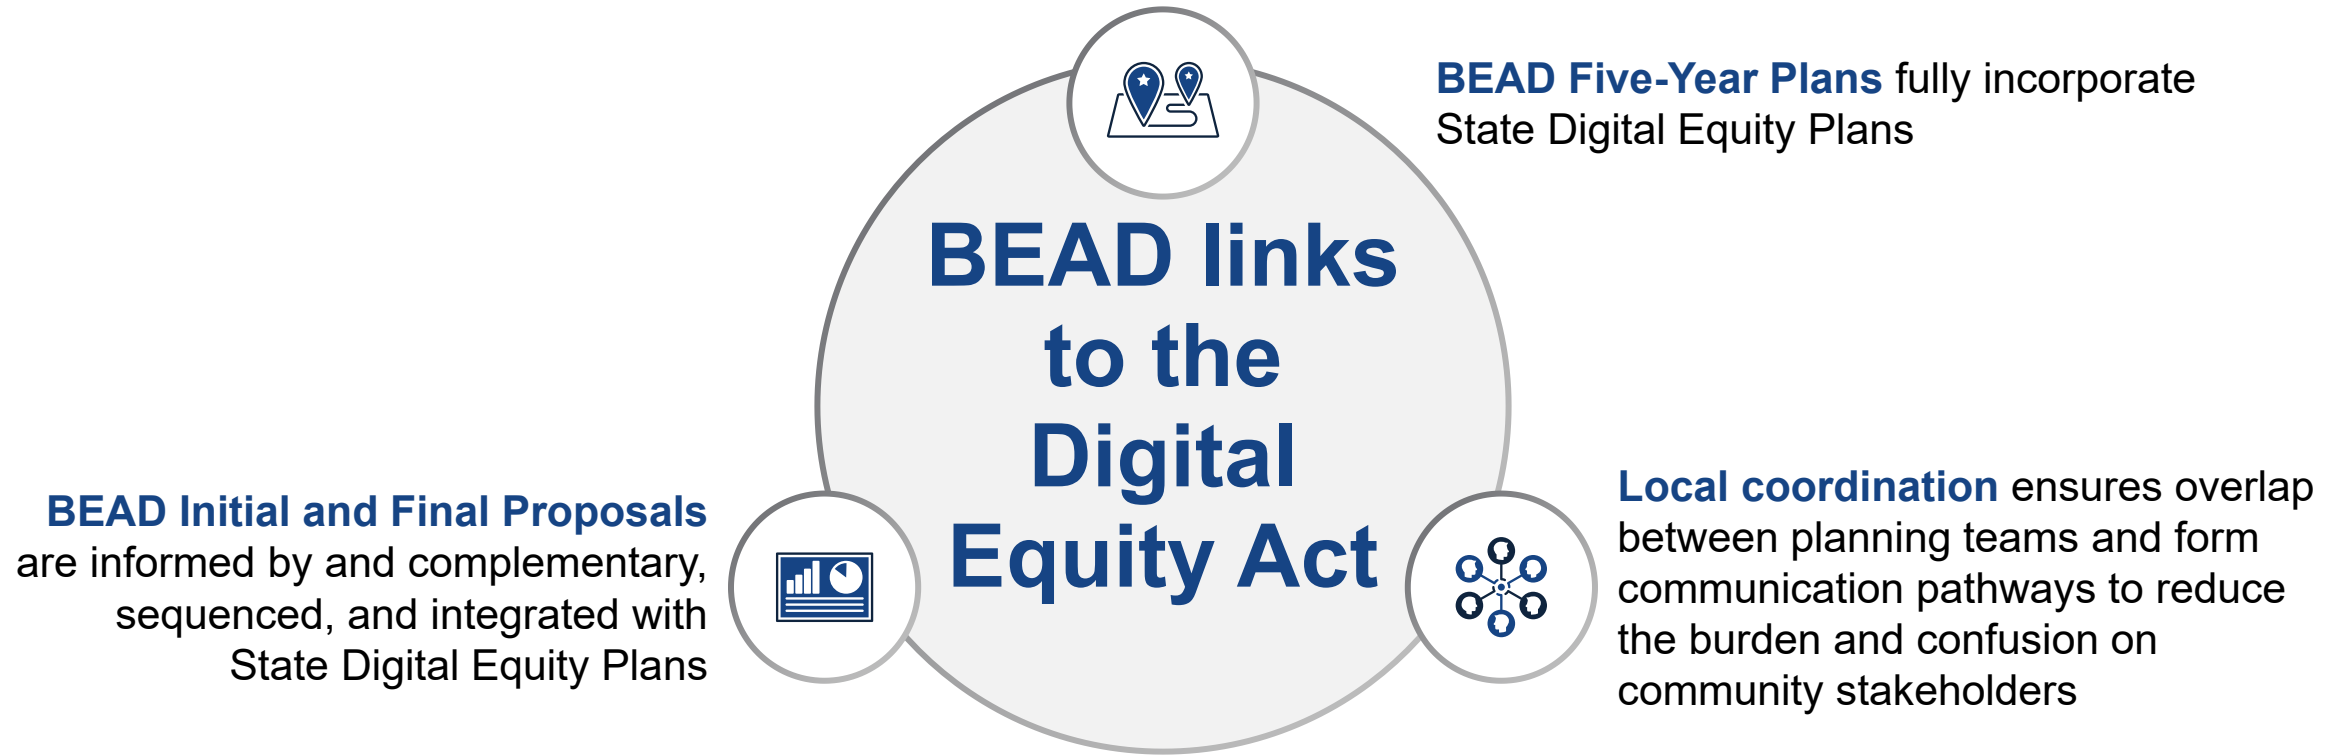 BEAD Five-Year Plans fully incorporate
State Digital Equity Plans
BEAD links
to the
Digital
Equity Act
BEAD Initial and Final Proposals
are informed by and complementary,
sequenced, and integrated with
State Digital Equity Plans
Local coordination ensures overlap
between planning teams and form
communication pathways to reduce
the burden and confusion on
community stakeholders